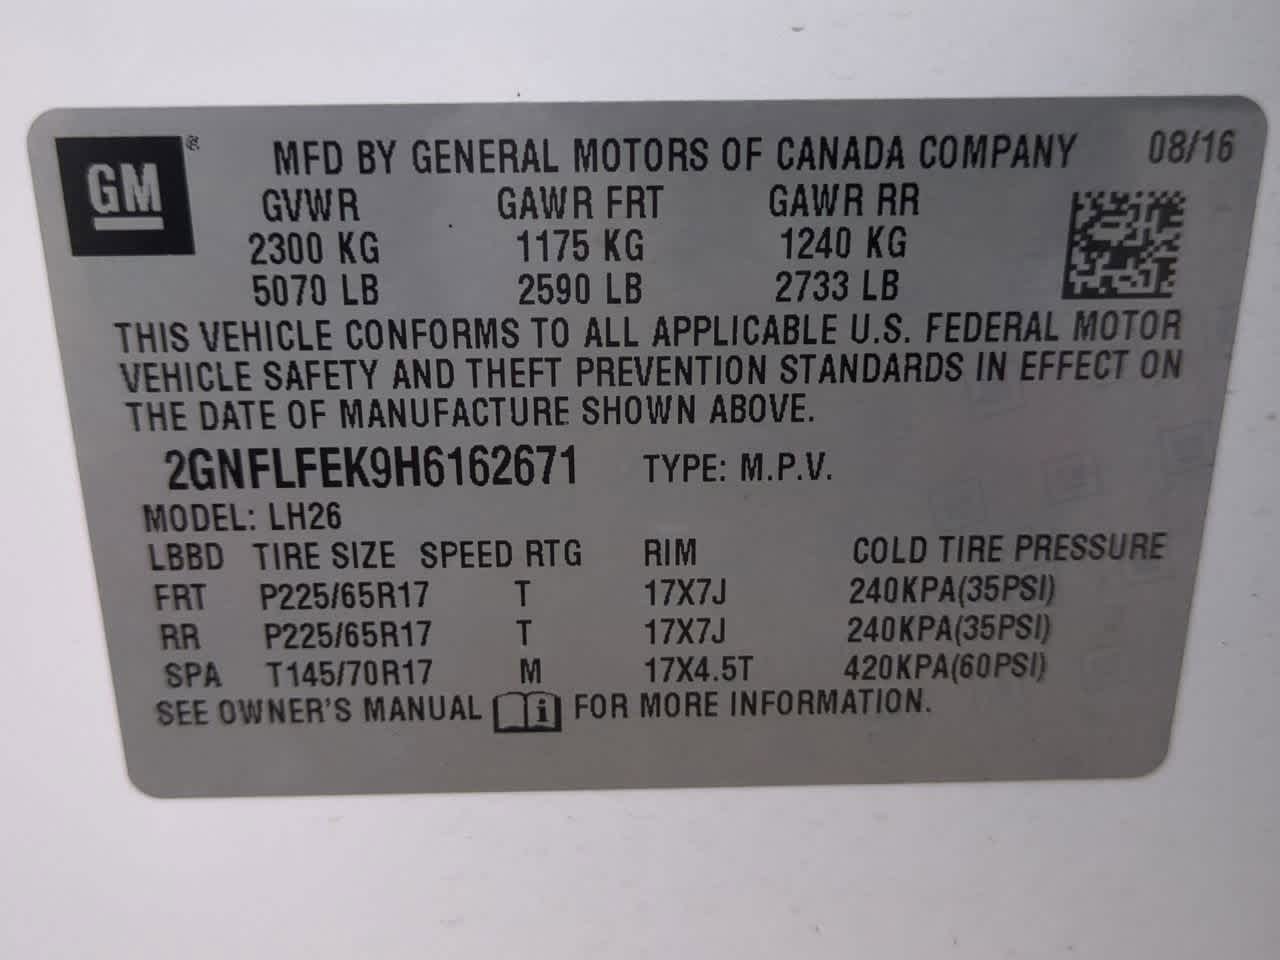 GM ® MFD BY GENERAL MOTORS OF CANADA COMPANY 08/16
GVWR GAWR FRT GAWR RR
2300 KG 1175 KG 1240 KG
5070 LB 2590 LB 2733 LB
THIS VEHICLE CONFORMS TO ALL APPLICABLE U.S. FEDERAL MOTOR
VEHICLE SAFETY AND THEFT PREVENTION STANDARDS IN EFFECT ON
THE DATE OF MANUFACTURE SHOWN ABOVE.
2GNFLFEK9H6162671 TYPE: M.P.V.
MODEL: LH26
LBBD TIRE SIZE SPEED RTG RIM COLD TIRE PRESSURE
FRT P225/65R17 T 17X7J 240KPA(35PSI)
RR P225/65R17 T 17X7J 240KPA(35PSI)
SPA T145/70R17 M 17X4.5T 420KPA(60PSI)
SEE OWNER'S MANUAL i FOR MORE INFORMATION.